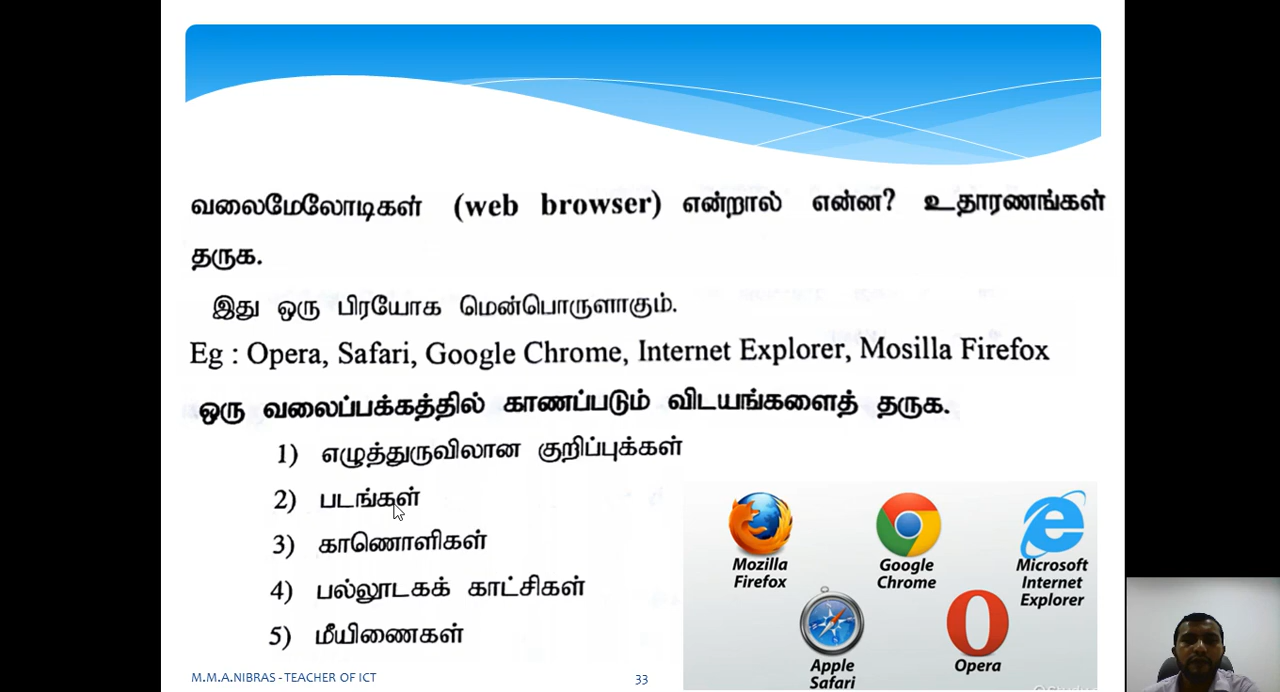 வலைமேலோடிகள் (web browser) என்றால் என்ன? உதாரணங்கள்
தருக.
இது ஒரு பிரயோக மென்பொருளாகும்.
Eg : Opera, Safari, Google Chrome, Internet Explorer, Mosilla Firefox
ஒரு வலைப்பக்கத்தில் காணப்படும் விடயங்களைத் தருக.
1) எழுத்துருவிலான குறிப்புக்கள்
2) படங்கள்
3) காணொளிகள்
4) பல்லூடகக் காட்சிகள்
5) மீயிணைகள்
Mozilla
Firefox
Google
Chrome
Microsoft
Internet
Explorer
Apple
Safari
Opera
M.M.A.NIBRAS - TEACHER OF ICT
33